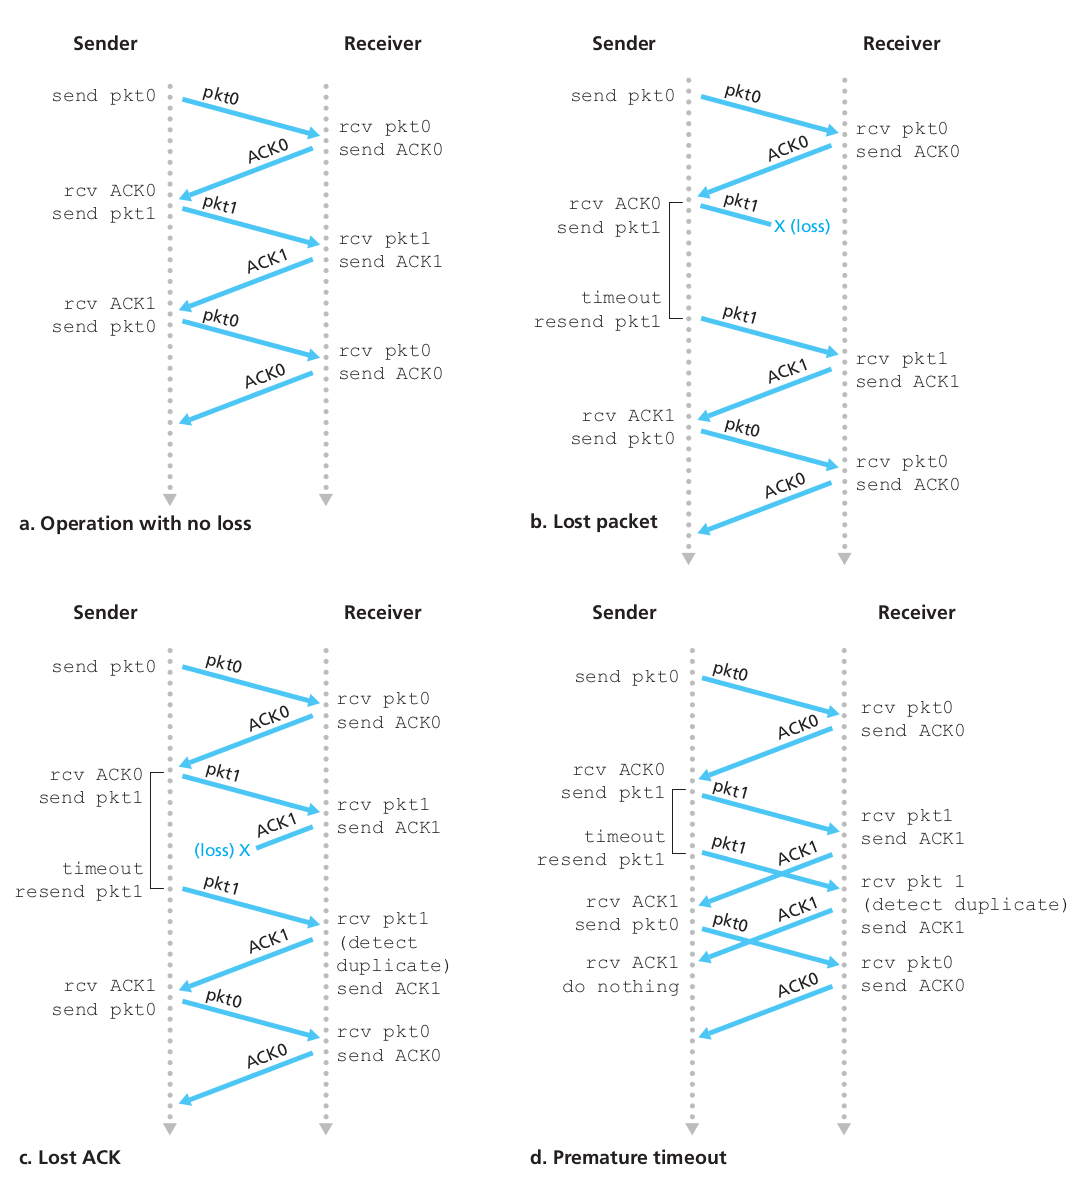 Sender
Receiver
send pkt0
pkt0
rcv pkt0
send ACK0
ACK0
rcv ACK0
send pkt1
pkt1
rcv pkt1
send ACK1
ACK1
rcv ACK1
send pkt0
pkt0
rcv pkt0
send ACK0
ACK0
a. Operation with no loss
Sender
Receiver
send pkt0
pkt0
rcv pkt0
send ACK0
ACK0
rcv ACK0
send pkt1
pkt1
X (loss)
timeout
resend pkt1
pkt1
rcv pkt1
send ACK1
ACK1
rcv ACK1
send pkt0
pkt0
rcv pkt0
send ACK0
ACK0
b. Lost packet
Sender
Receiver
send pkt0
pkt0
rcv pkt0
send ACK0
ACK0
rcv ACK0
send pkt1
pkt1
rcv pkt1
send ACK1
ACK1
(loss) X
timeout
resend pkt1
pkt1
rcv pkt1
(detect
duplicate)
send ACK1
ACK1
rcv ACK1
send pkt0
pkt0
rcv pkt0
send ACK0
ACK0
c. Lost ACK
Sender
Receiver
send pkt0
pkt0
rcv pkt0
send ACK0
ACK0
rcv ACK0
send pkt1
pkt1
rcv pkt1
send ACK1
timeout
resend pkt1
pkt1
ACK1
rcv pkt 1
(detect duplicate)
send ACK1
rcv ACK1
send pkt0
pkt0
ACK1
rcv ACK1
do nothing
rcv pkt0
send ACK0
ACK0
d. Premature timeout